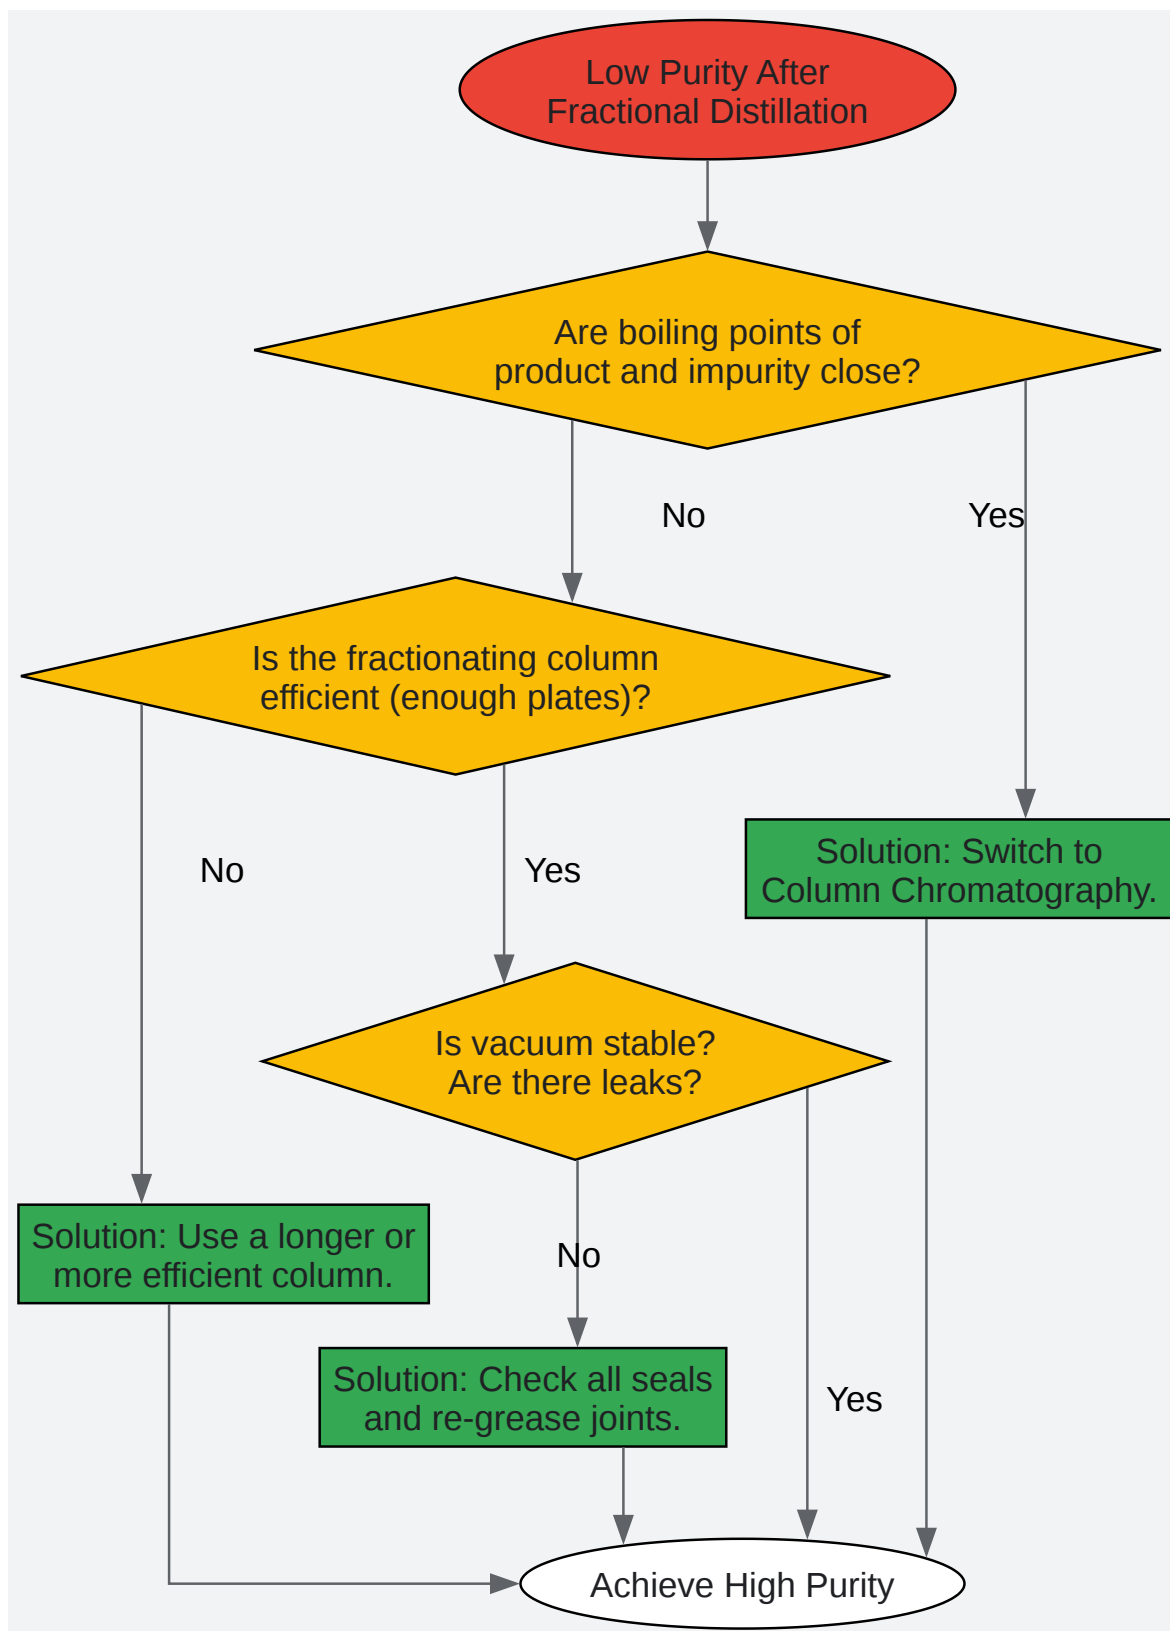 Low Purity After
Fractional Distillation
Are boiling points of
product and impurity close?
No
Yes
Is the fractionating column
efficient (enough plates)?
No
Yes
Solution: Switch to
Column Chromatography.
Is vacuum stable?
Are there leaks?
Solution: Use a longer or
more efficient column.
No
Solution: Check all seals
and re-grease joints.
Yes
Achieve High Purity